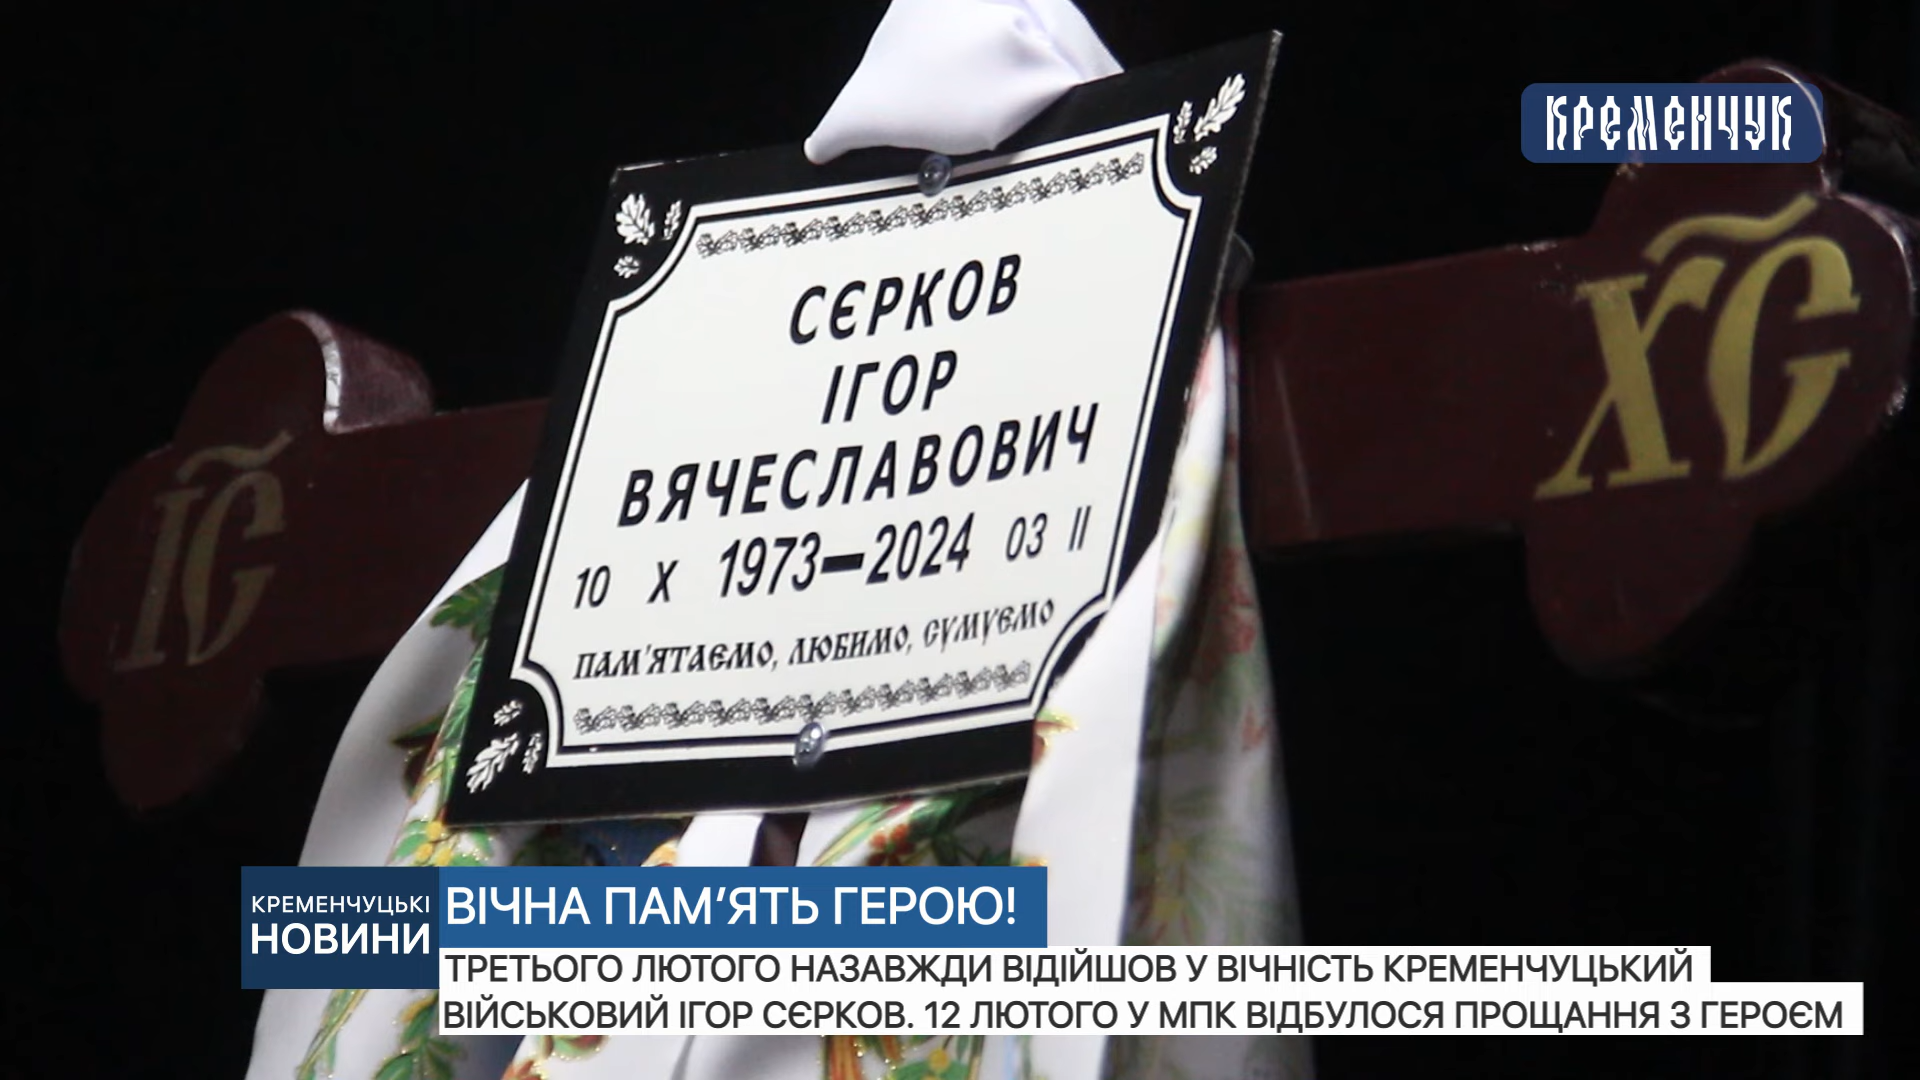 КРЕМЕНЧУК
СЄРКОВ
ІГОР
ВЯЧЕСЛАВОВИЧ
10 X 1973—2024 03 II
ПАМ'ЯТАЄМО, ЛЮБИМО, СУМУЄМО
ІС
ХС
КРЕМЕНЧУЦЬКІ
НОВИНИ
ВІЧНА ПАМ’ЯТЬ ГЕРОЮ!
ТРЕТЬОГО ЛЮТОГО НАЗАВЖДИ ВІДІЙШОВ У ВІЧНІСТЬ КРЕМЕНЧУЦЬКИЙ
ВІЙСЬКОВИЙ ІГОР СЄРКОВ. 12 ЛЮТОГО У МПК ВІДБУЛОСЯ ПРОЩАННЯ З ГЕРОЄМ